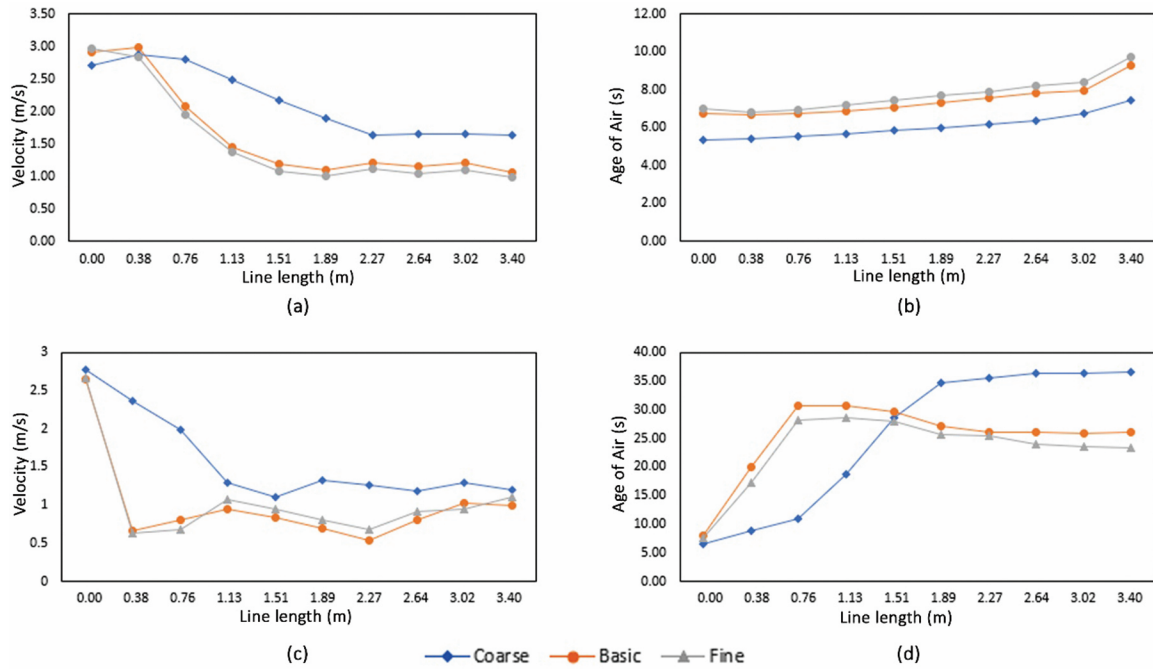 3.50
3.00
2.50
2.00
1.50
1.00
0.50
0.00
Velocity (m/s)
0.00 0.38 0.76 1.13 1.51 1.89 2.27 2.64 3.02 3.40
Line length (m)
(a)
12.00
10.00
8.00
6.00
4.00
2.00
0.00
Age of Air (s)
0.00 0.38 0.76 1.13 1.51 1.89 2.27 2.64 3.02 3.40
Line length (m)
(b)
3
2.5
2
1.5
1
0.5
0
Velocity (m/s)
0.00 0.38 0.76 1.13 1.51 1.89 2.27 2.64 3.02 3.40
Line length (m)
(c)
40.00
35.00
30.00
25.00
20.00
15.00
10.00
5.00
0.00
Age of Air (s)
0.00 0.38 0.76 1.13 1.51 1.89 2.27 2.64 3.02 3.40
Line length (m)
(d)
Coarse Basic Fine